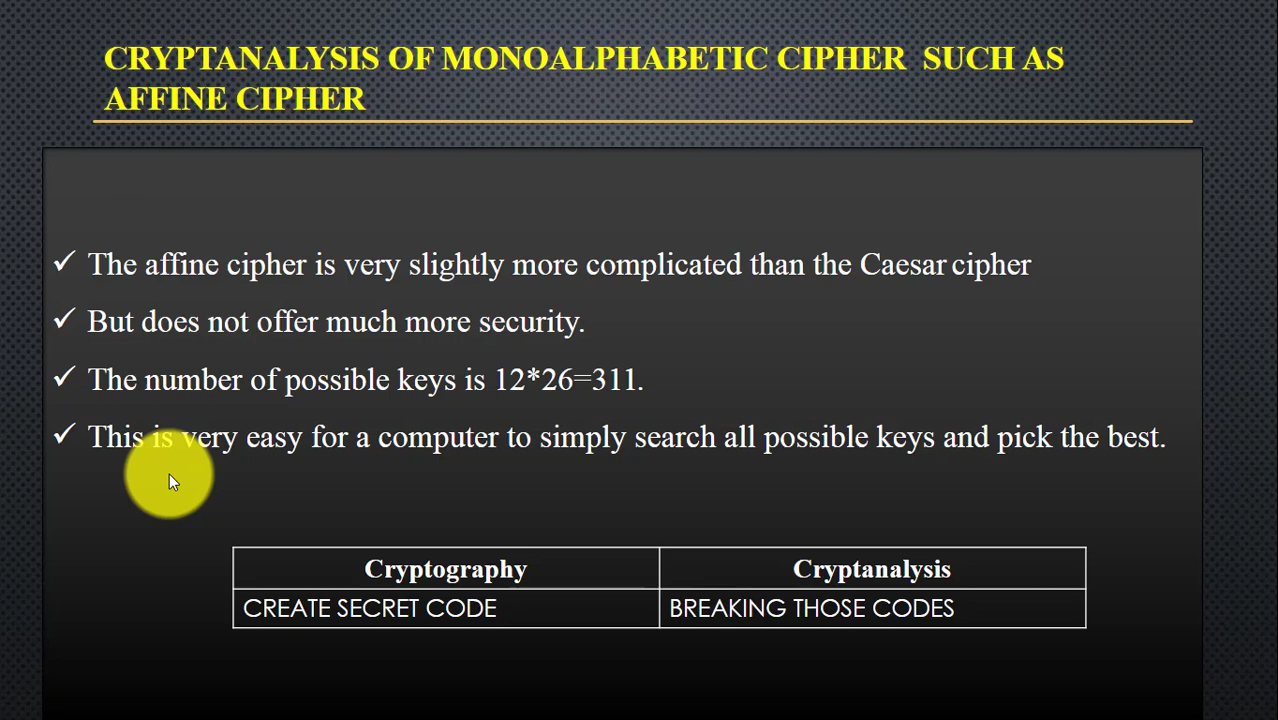 CRYPTANALYSIS OF MONOALPHABETIC CIPHER SUCH AS
AFFINE CIPHER
✓ The affine cipher is very slightly more complicated than the Caesar cipher
✓ But does not offer much more security.
✓ The number of possible keys is 12*26=311.
✓ This is very easy for a computer to simply search all possible keys and pick the best.
Cryptography Cryptanalysis
CREATE SECRET CODE BREAKING THOSE CODES